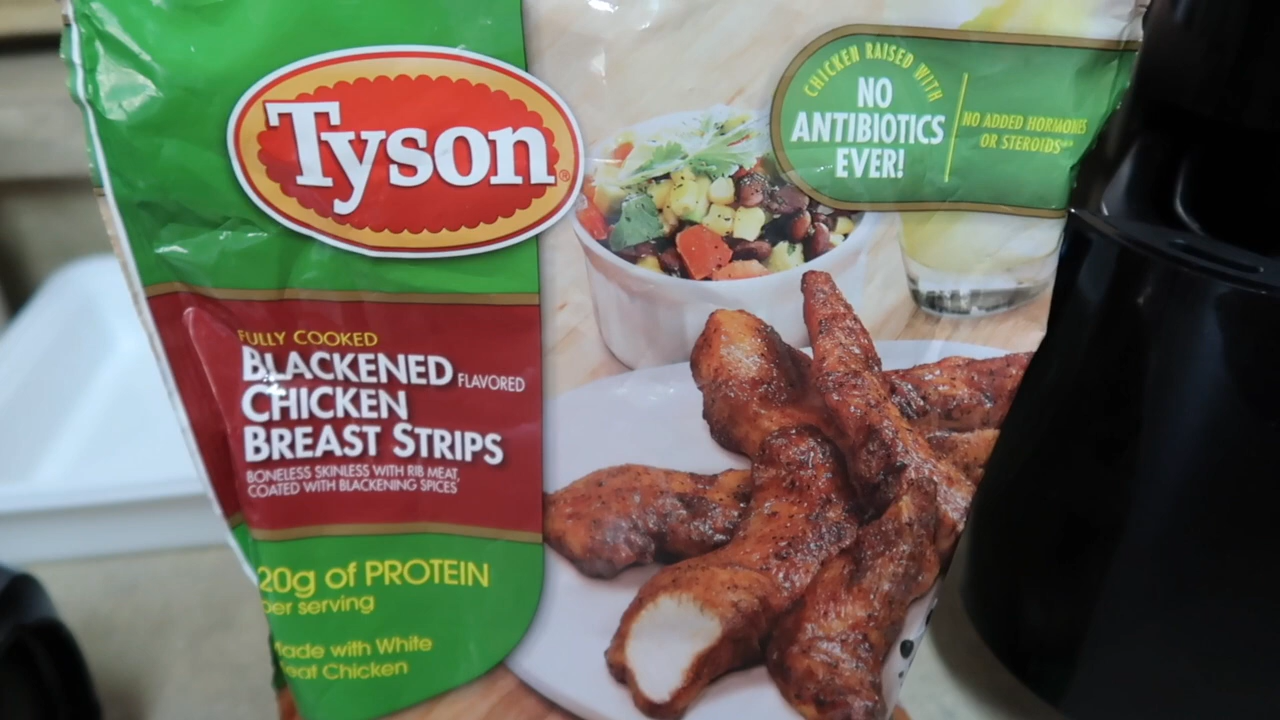 Tyson®
CHICKEN RAISED WITH
NO
ANTIBIOTICS
EVER!
NO ADDED HORMONES
OR STEROIDS
FULLY COOKED
BLACKENED
FLAVORED
CHICKEN
BREAST STRIPS
BONELESS SKINLESS WITH RIB MEAT,
COATED WITH BLACKENING SPICES
20g of PROTEIN
per serving
Made with White
Meat Chicken